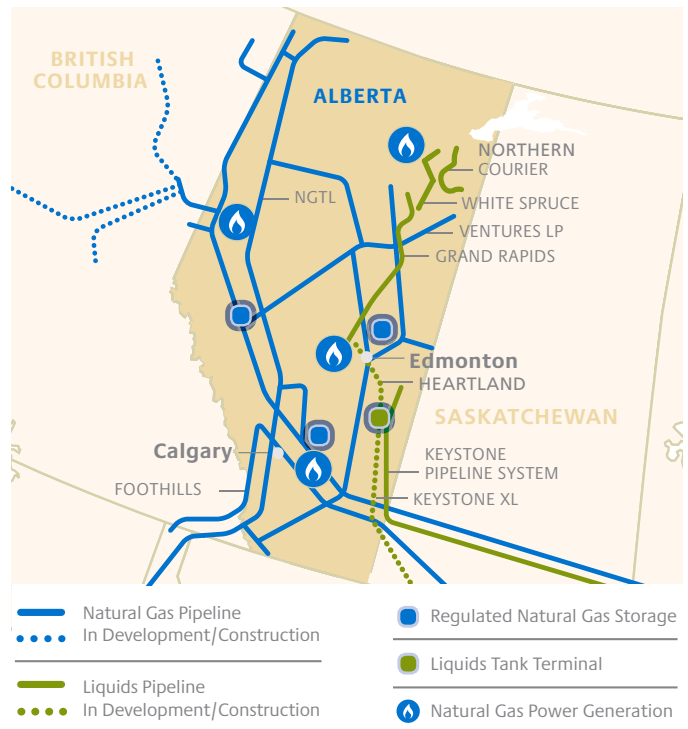 BRITISH
COLUMBIA
ALBERTA
NORTHERN
COURIER
NGTL
WHITE SPRUCE
VENTURES LP
GRAND RAPIDS
Edmonton
HEARTLAND
SASKATCHEWAN
Calgary
KEYSTONE
PIPELINE SYSTEM
FOOTHILLS
KEYSTONE XL
Natural Gas Pipeline
In Development/Construction
Liquids Pipeline
In Development/Construction
Regulated Natural Gas Storage
Liquids Tank Terminal
Natural Gas Power Generation